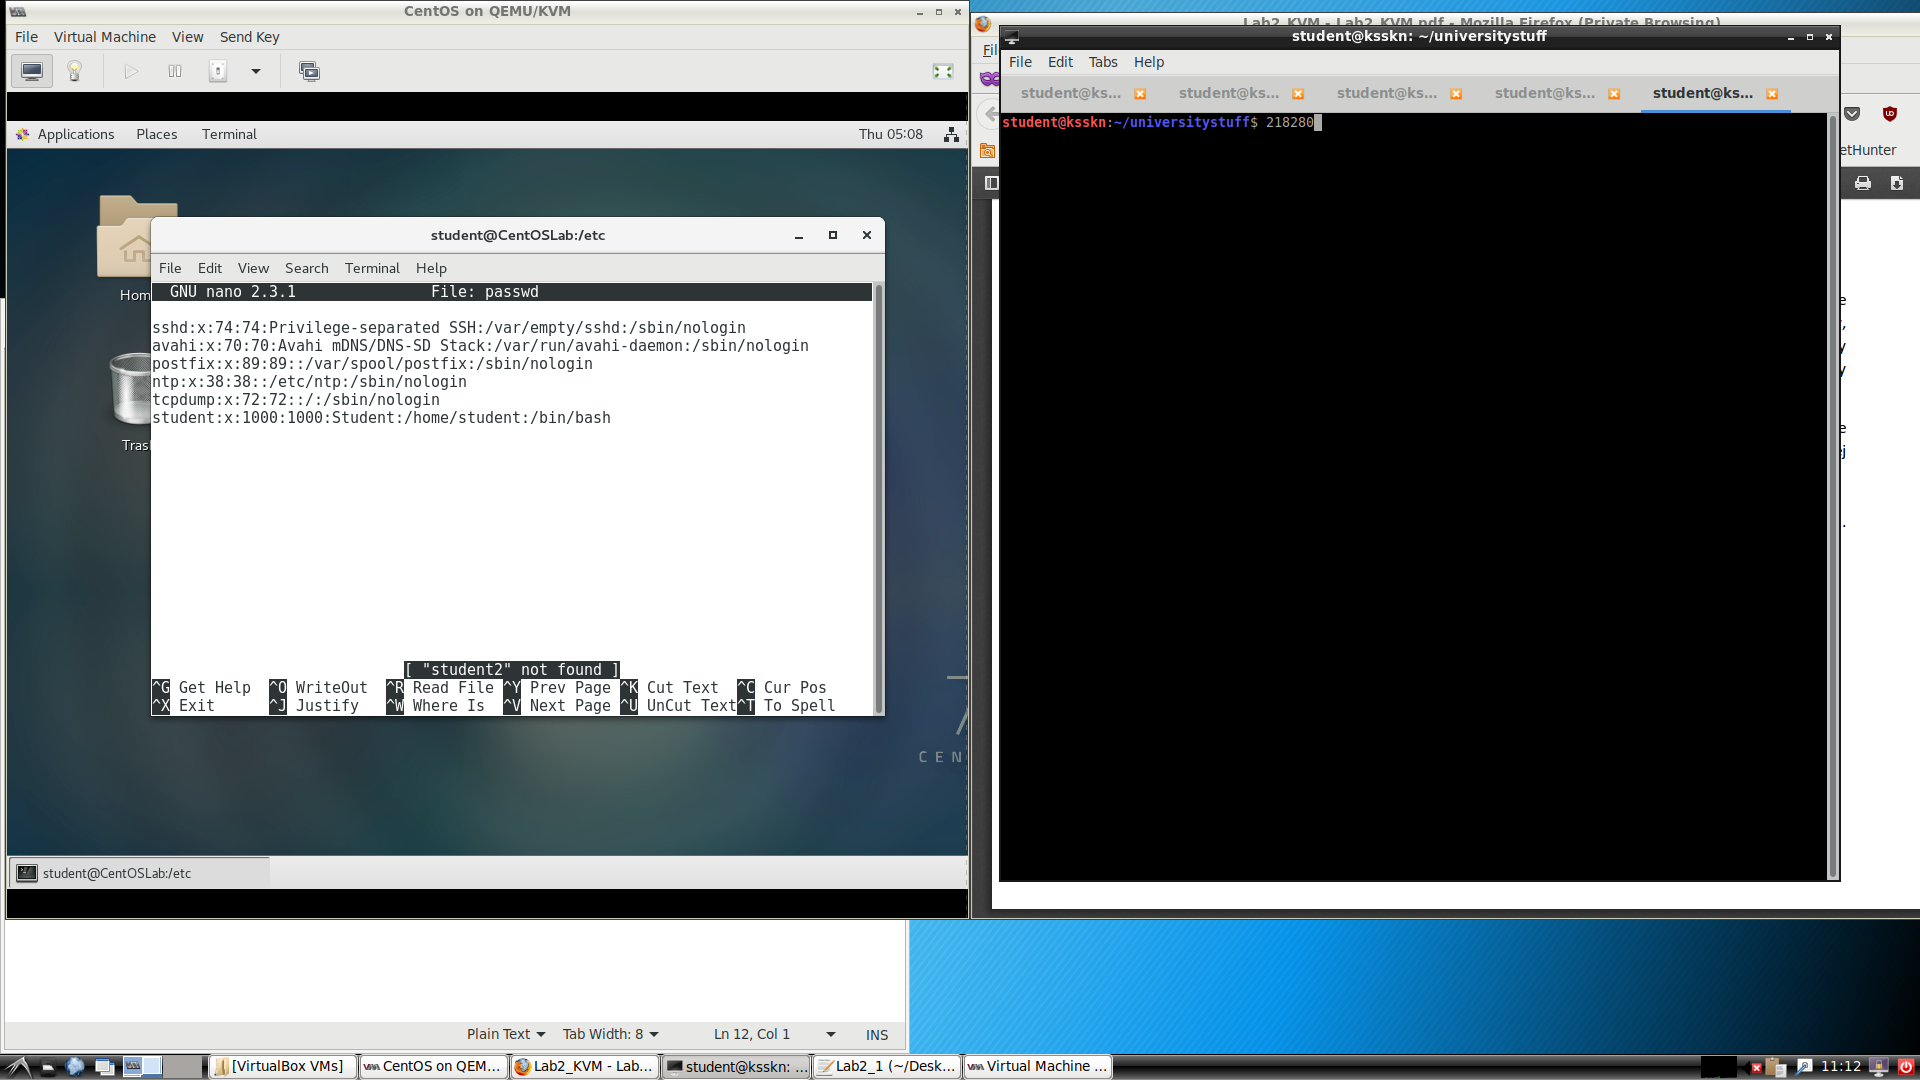 CentOS on QEMU/KVM
File Virtual Machine View Send Key
Applications Places Terminal Thu 05:08
Hom
Tras
student@CentOSLab:/etc
File Edit View Search Terminal Help
GNU nano 2.3.1 File: passwd
sshd:x:74:74:Privilege-separated SSH:/var/empty/sshd:/sbin/nologin
avahi:x:70:70:Avahi mDNS/DNS-SD Stack:/var/run/avahi-daemon:/sbin/nologin
postfix:x:89:89::/var/spool/postfix:/sbin/nologin
ntp:x:38:38::/etc/ntp:/sbin/nologin
tcpdump:x:72:72::/:/sbin/nologin
student:x:1000:1000:Student:/home/student:/bin/bash
[ "student2" not found ]
^G Get Help ^O WriteOut ^R Read File ^Y Prev Page ^K Cut Text ^C Cur Pos
^X Exit ^J Justify ^W Where Is ^V Next Page ^U UnCut Text ^T To Spell
CEN
student@CentOSLab:/etc
Lab2_KVM - Lab2_KVM.pdf - Mozilla Firefox (Private Browsing)
Fil
student@ksskn: ~/universitystuff
File Edit Tabs Help
student@ks... student@ks... student@ks... student@ks... student@ks...
student@ksskn:~/universitystuff$ 218280
etHunter
Plain Text Tab Width: 8 Ln 12, Col 1 INS
[VirtualBox VMs] CentOS on QEM... Lab2_KVM - Lab... student@ksskn: ... Lab2_1 (~/Desk... Virtual Machine ... 11:12